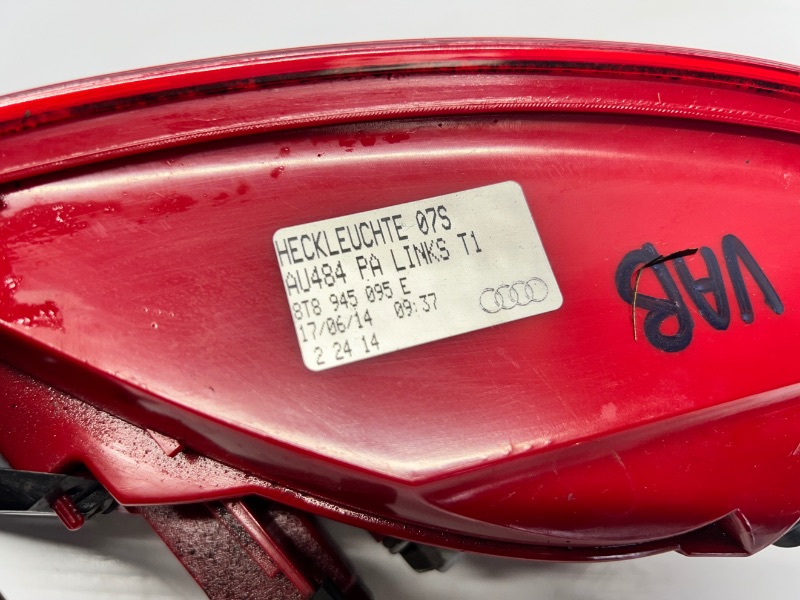 HECKLEUCHTE 07S
AU484 PA LINKS T1
8T8 945 095 E
17/06/14 09:37
2 24 14
VAB